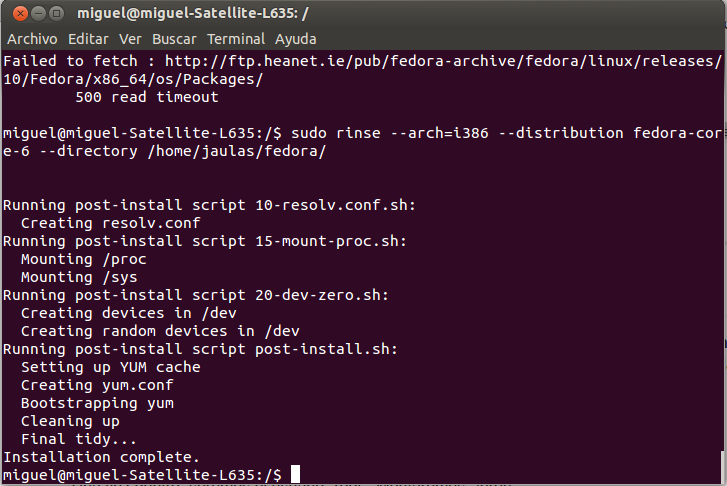 miguel@miguel-Satellite-L635: /
Archivo Editar Ver Buscar Terminal Ayuda
Failed to fetch : http://ftp.heanet.ie/pub/fedora-archive/fedora/linux/releases/
10/Fedora/x86_64/os/Packages/
500 read timeout
miguel@miguel-Satellite-L635:/$ sudo rinse --arch=i386 --distribution fedora-cor
e-6 --directory /home/jaulas/fedora/
Running post-install script 10-resolv.conf.sh:
Creating resolv.conf
Running post-install script 15-mount-proc.sh:
Mounting /proc
Mounting /sys
Running post-install script 20-dev-zero.sh:
Creating devices in /dev
Creating random devices in /dev
Running post-install script post-install.sh:
Setting up YUM cache
Creating yum.conf
Bootstrapping yum
Cleaning up
Final tidy...
Installation complete.
miguel@miguel-Satellite-L635:/$